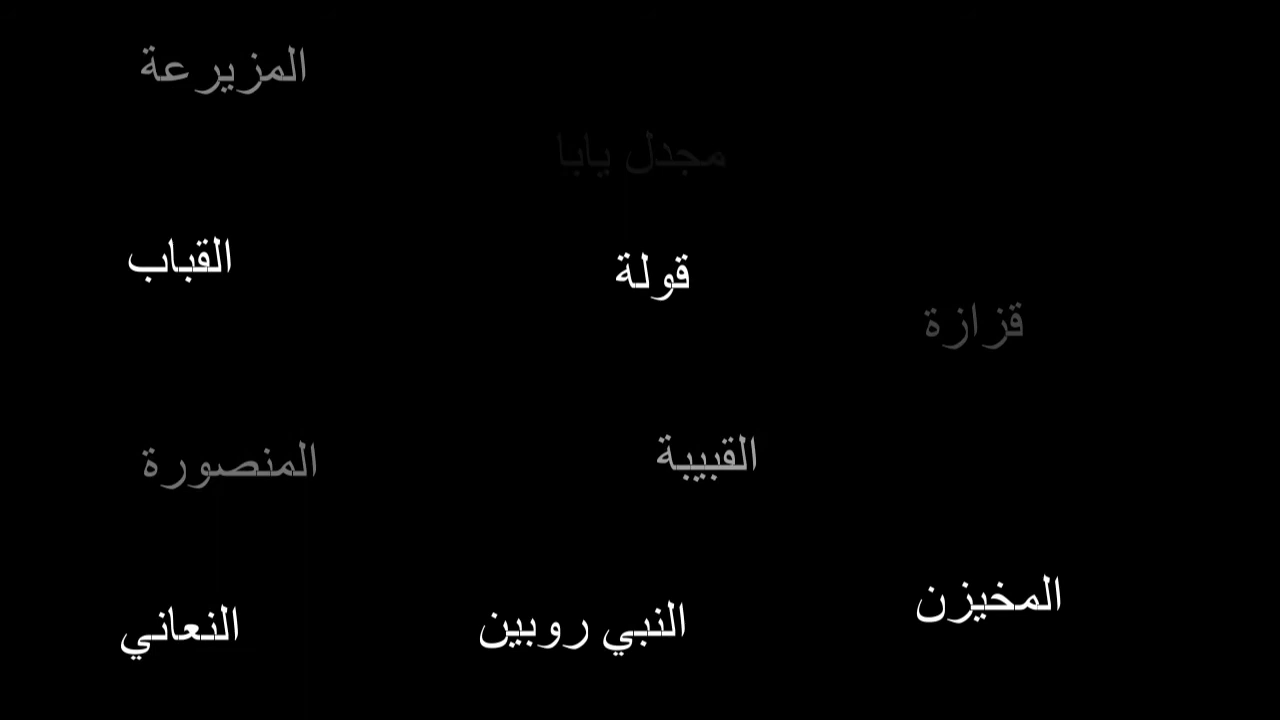 المزيرعة
مجدل يابا
قولة
القباب
قزازة
القبيبة
المنصورة
المخيزن
النبي روبين
النعاني